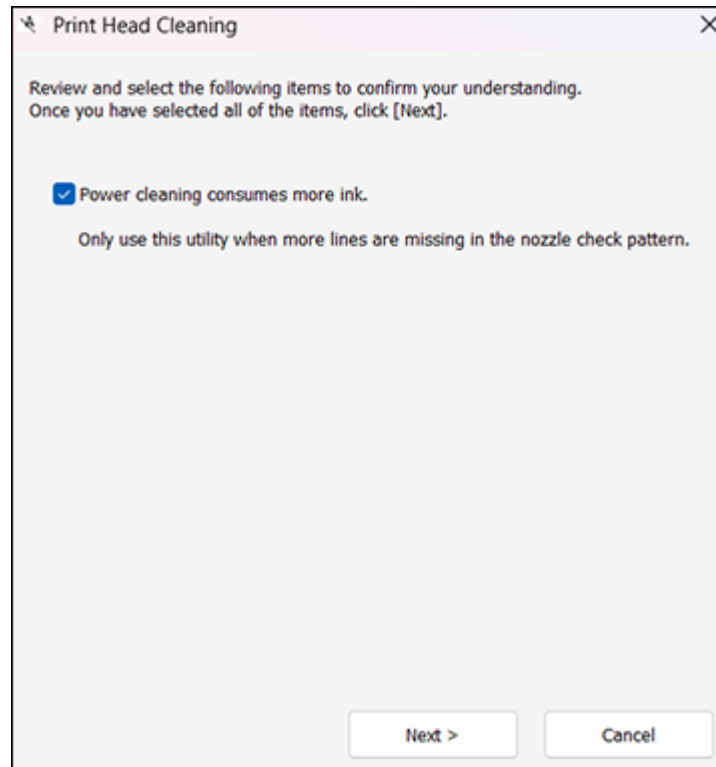 Print Head Cleaning
Review and select the following items to confirm your understanding.
Once you have selected all of the items, click [Next].
Power cleaning consumes more ink.
Only use this utility when more lines are missing in the nozzle check pattern.
Next >
Cancel